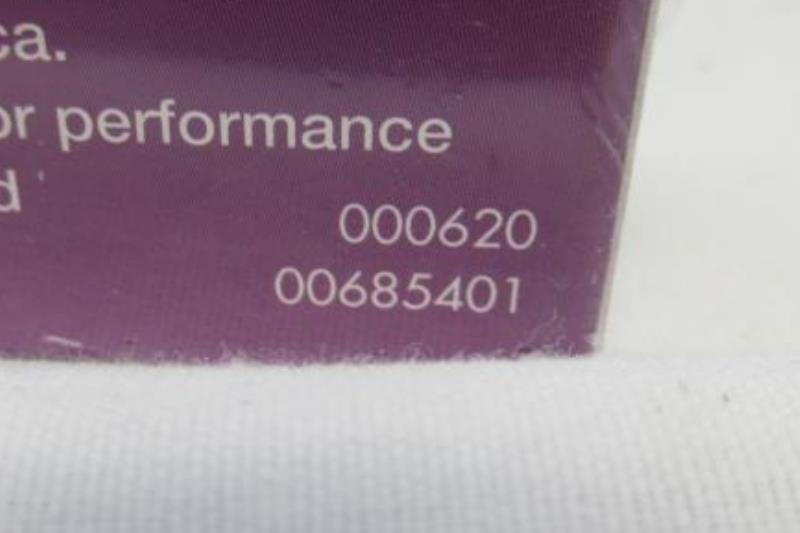 ca.
or performance
d
000620
00685401